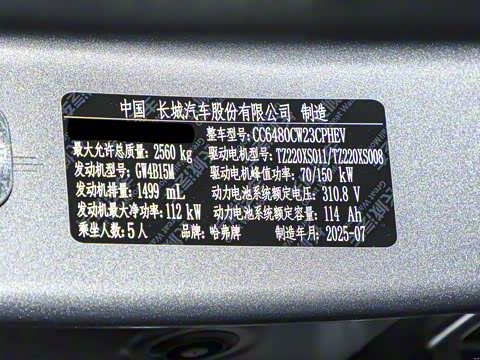 中国 长城汽车股份有限公司 制造
整车型号: CC6480CW23CPHEV
最大允许总质量: 2560 kg 驱动电机型号: TZ220XS011/TZ220XS008
发动机型号: GW4B15M 驱动电机峰值功率: 70/150 kW
发动机排量: 1499 mL 动力电池系统额定电压: 310.8 V
发动机最大净功率: 112 kW 动力电池系统额定容量: 114 Ah
乘坐人数: 5人 品牌: 哈弗牌 制造年月: 2025-07